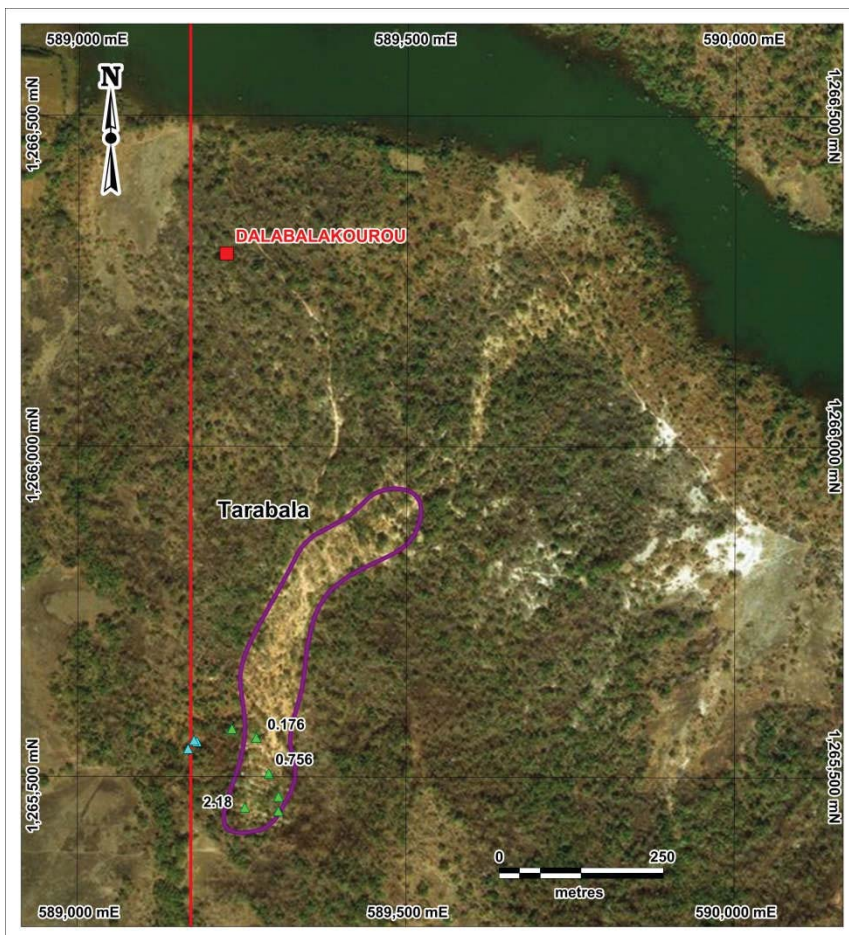 589,000 mE
589,500 mE
590,000 mE
N
1,266,500 mN
1,266,500 mN
DALABALAKOUROU
1,266,000 mN
1,266,000 mN
Tarabala
0.176
0.756
1,265,500 mN
1,265,500 mN
2.18
0
250
metres
589,000 mE
589,500 mE
590,000 mE